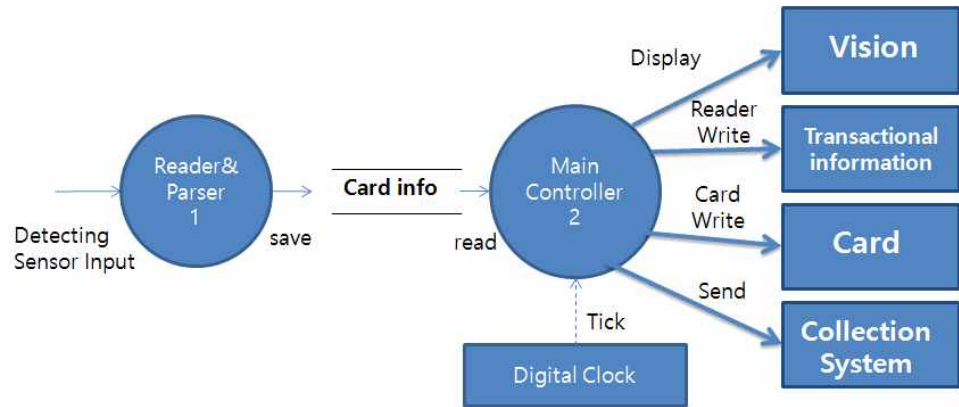 Reader&
Parser
1
Detecting
Sensor Input
save
Card info
read
Main
Controller
2
Tick
Digital Clock
Display
Vision
Reader
Write
Transactional
information
Card
Write
Card
Send
Collection
System